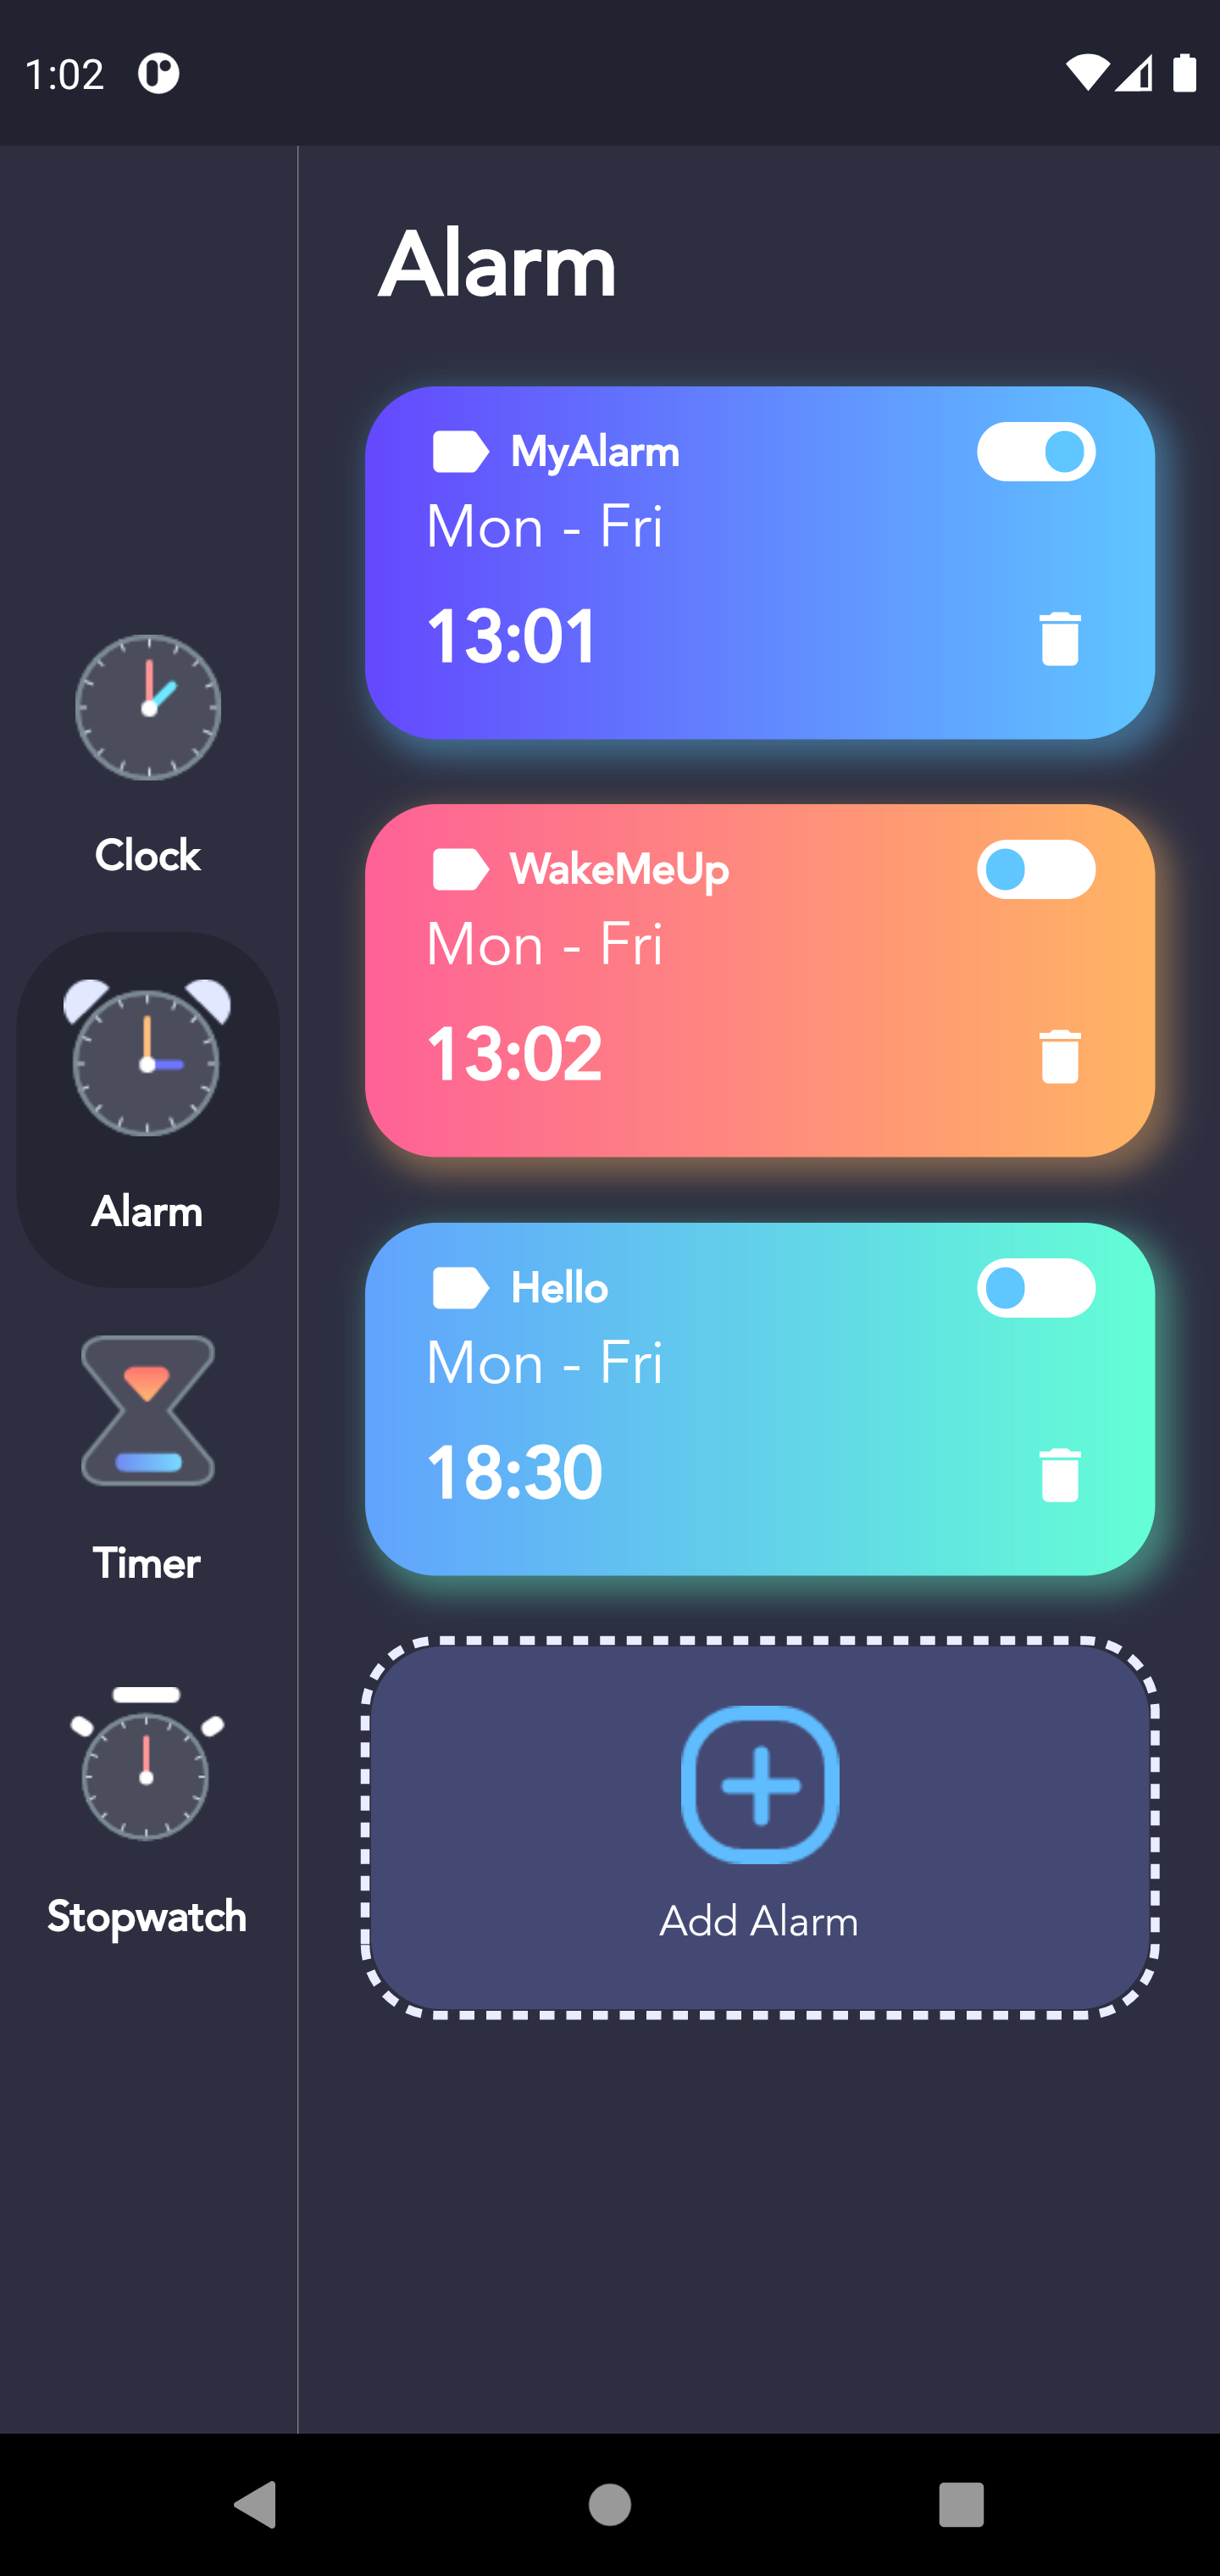 1:02
Alarm
MyAlarm
Mon - Fri
13:01
WakeMeUp
Mon - Fri
13:02
Hello
Mon - Fri
18:30
Add Alarm
Clock
Alarm
Timer
Stopwatch